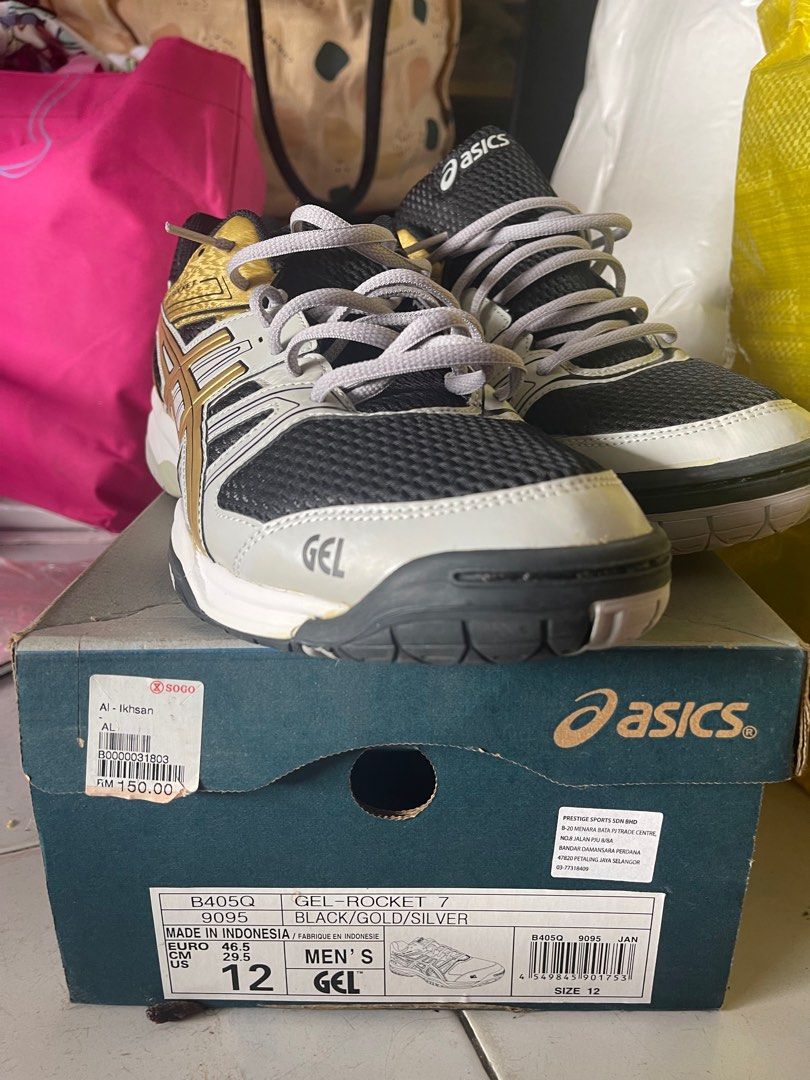 asics
GEL
SOGO
Al - Ikhsan
-
AL
B0000031803
RM 150.00
asics®
PRESTIGE SPORTS SDN BHD
B-20 MENARA BATA PJ TRADE CENTRE,
NO.8 JALAN PJU 8/8A
BANDAR DAMANSARA PERDANA
47820 PETALING JAYA SELANGOR
03-77318409
B405Q GEL-ROCKET 7
9095 BLACK/GOLD/SILVER
MADE IN INDONESIA / FABRIQUE EN INDONESIE
EURO 46.5
CM 29.5
US 12
MEN'S
GEL™
B405Q 9095 JAN
4 549845 901753
SIZE 12